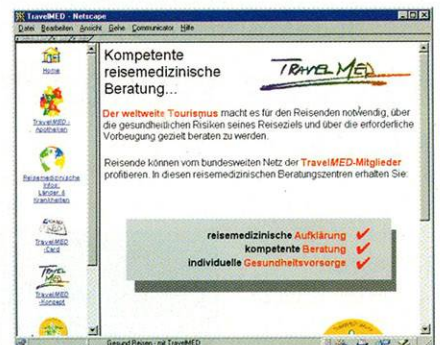 TravelMED - Netscape
Datei Bearbeiten Ansicht Gehe Communicator Hilfe
Home
TravelMED - Apotheken
Reisemedizinische
Infos:
Länder &
Krankheiten
TravelMED
-Card
TRAVEL MED
TravelMED
-Konzept
Kompetente
reisemedizinische
Beratung...
TRAVEL MED
Der weltweite Tourismus macht es für den Reisenden notwendig, über
die gesundheitlichen Risiken seines Reiseziels und über die erforderliche
Vorbeugung gezielt beraten zu werden.
Reisende können vom bundesweiten Netz der TravelMED-Mitglieder
profitieren. In diesen reisemedizinischen Beratungszentren erhalten Sie:
reisemedizinische Aufklärung
kompetente Beratung
individuelle Gesundheitsvorsorge
Gesund Reisen - mit TravelMED